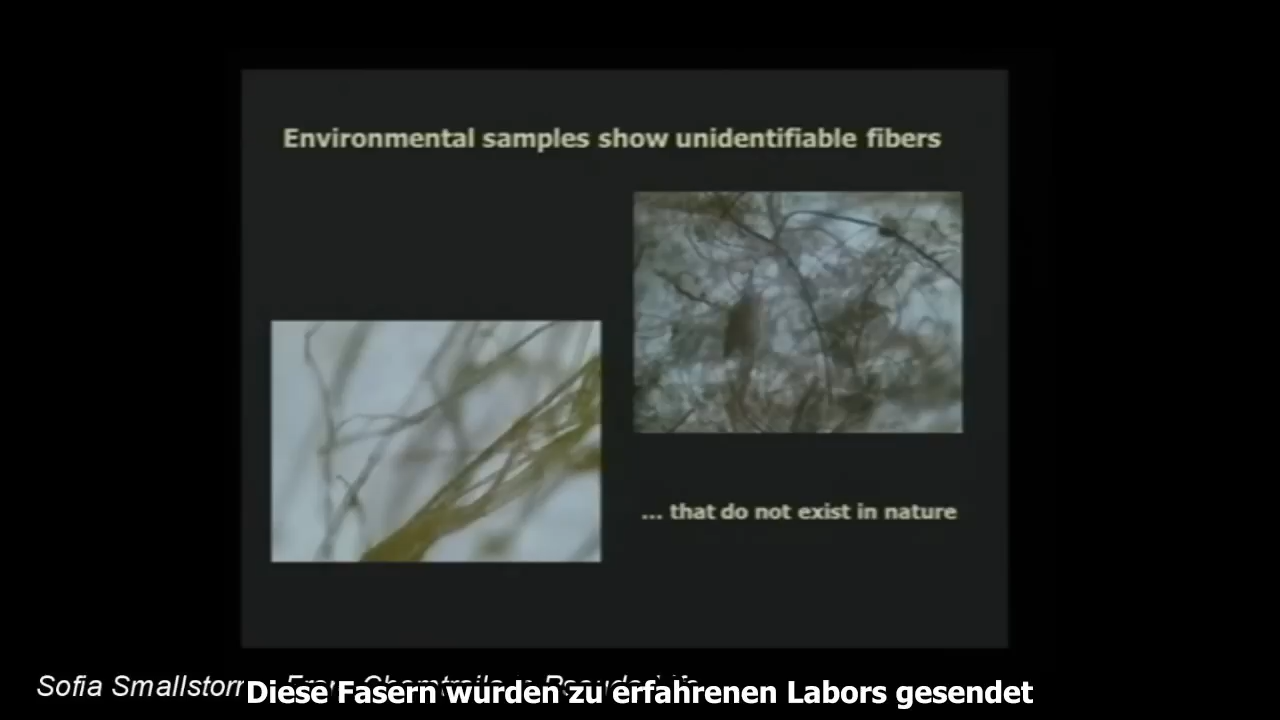 Environmental samples show unidentifiable fibers
... that do not exist in nature
Sofia Smallstorm
Diese Fasern wurden zu erfahrenen Labors gesendet